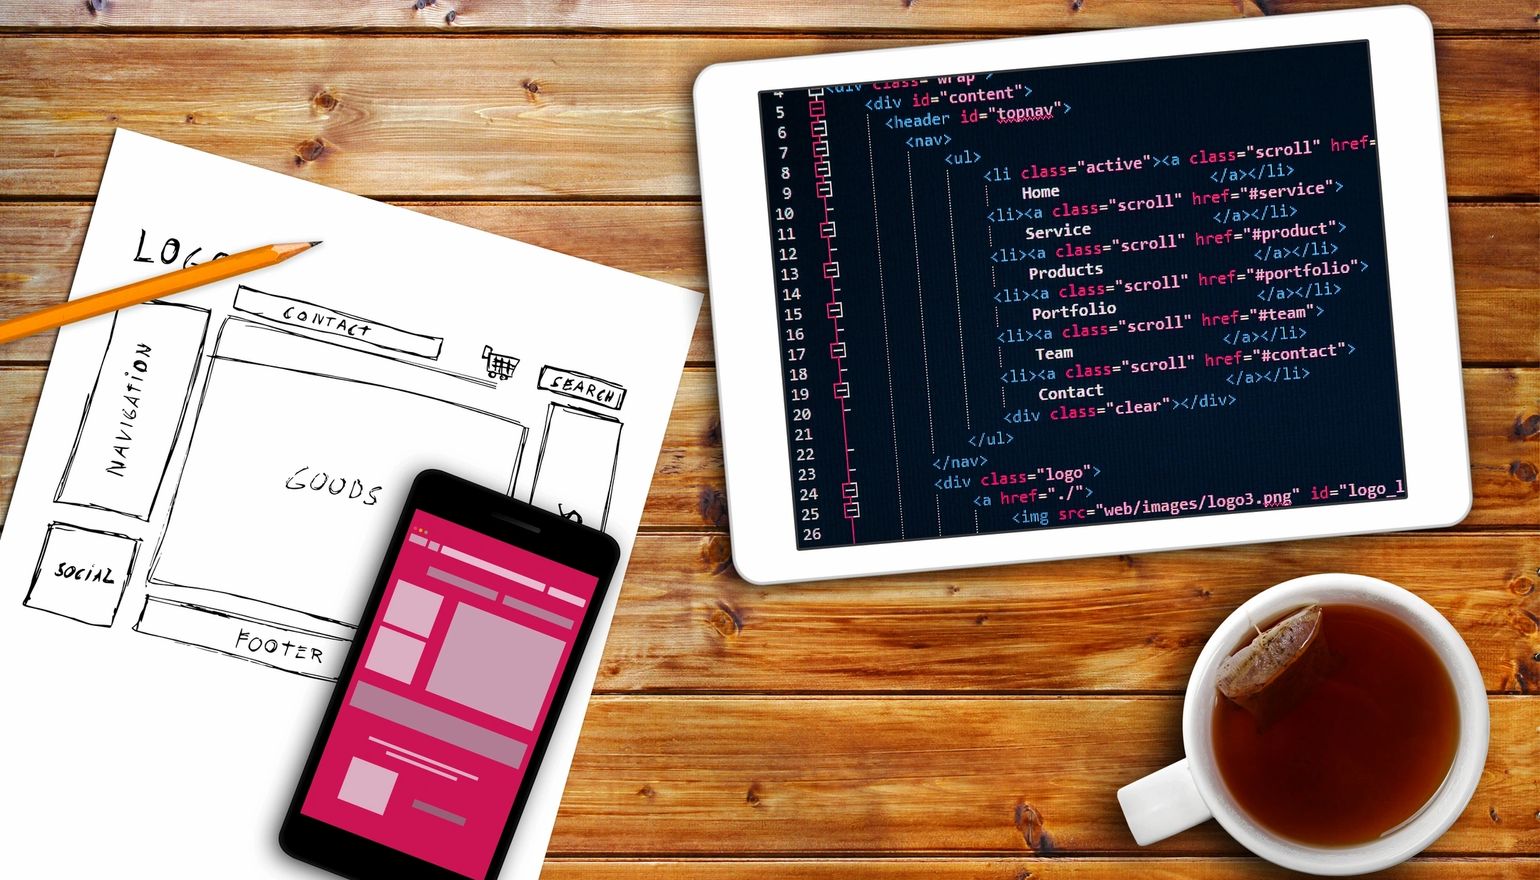 LOGO
CONTACT
NAVIGATION
SEARCH
GOODS
SOCIAL
FOOTER
4 <div class="wrap">
5 <div id="content">
6 <header id="topnav">
7 <nav>
8 <ul>
9 <li class="active"><a class="scroll" href=
10 Home </a></li>
11 <li><a class="scroll" href="#service">
12 Service </a></li>
13 <li><a class="scroll" href="#product">
14 Products </a></li>
15 <li><a class="scroll" href="#portfolio">
16 Portfolio </a></li>
17 <li><a class="scroll" href="#team">
18 Team </a></li>
19 <li><a class="scroll" href="#contact">
20 Contact </a></li>
21 <div class="clear"></div>
22 </ul>
23 </nav>
24 <div class="logo">
25 <a href="./">
26 <img src="web/images/logo3.png" id="logo_l